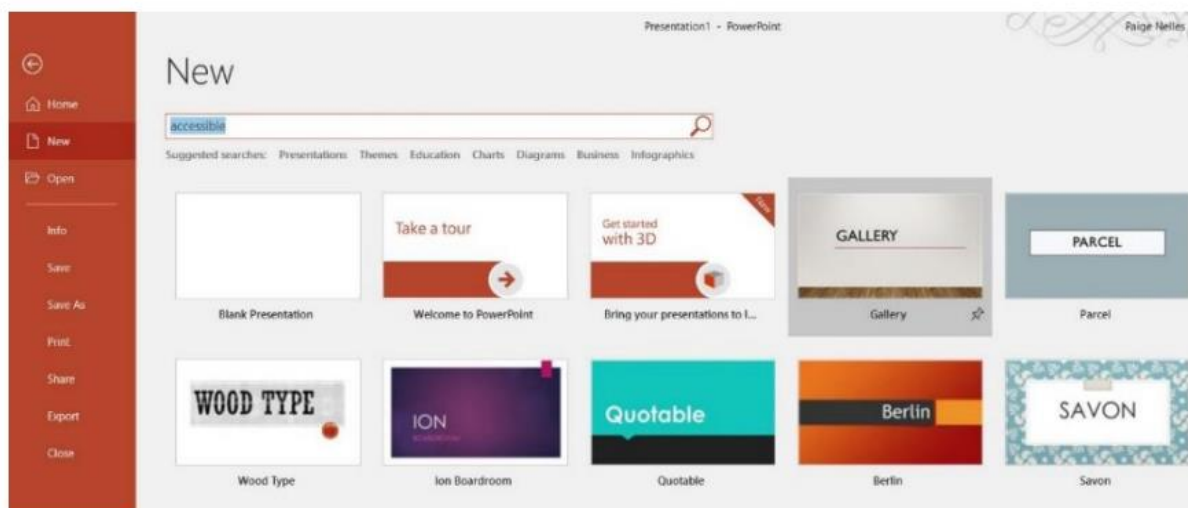 Presentation1 - PowerPoint
Paige Nelles
New
Home
New
Open
Info
Save
Save As
Print
Share
Export
Close
accessible
Suggested searches: Presentations Themes Education Charts Diagrams Business Infographics
Take a tour
Get started
with 3D
New
GALLERY
PARCEL
Blank Presentation
Welcome to PowerPoint
Bring your presentations to l...
Gallery
Parcel
WOOD TYPE
ION
BOARDROOM
Quotable
Berlin
SAVON
Wood Type
Ion Boardroom
Quotable
Berlin
Savon